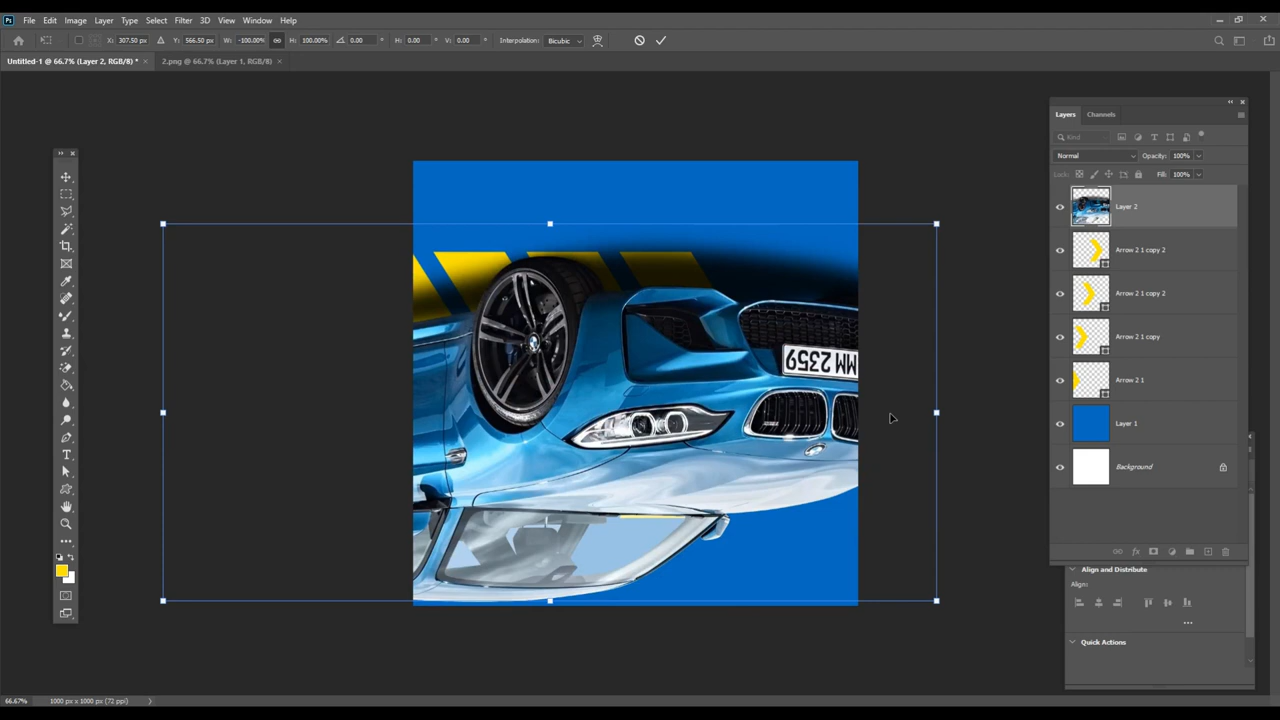 Ps File Edit Image Layer Type Select Filter 3D View Window Help
X: 307.50 px Y: 566.50 px W: -100.00% H: 100.00% 0.00 ° H: 0.00 ° V: 0.00 ° Interpolation: Bicubic
Untitled-1 @ 66.7% (Layer 2, RGB/8) * × 2.png @ 66.7% (Layer 1, RGB/8) ×
Layers Channels
Kind
Normal Opacity: 100%
Lock: Fill: 100%
Layer 2
Arrow 2 1 copy 2
Arrow 2 1 copy 2
Arrow 2 1 copy
Arrow 2 1
Layer 1
Background
MM 2359
Align and Distribute
Align:
Quick Actions
66.67% 1000 px x 1000 px (72 ppi)